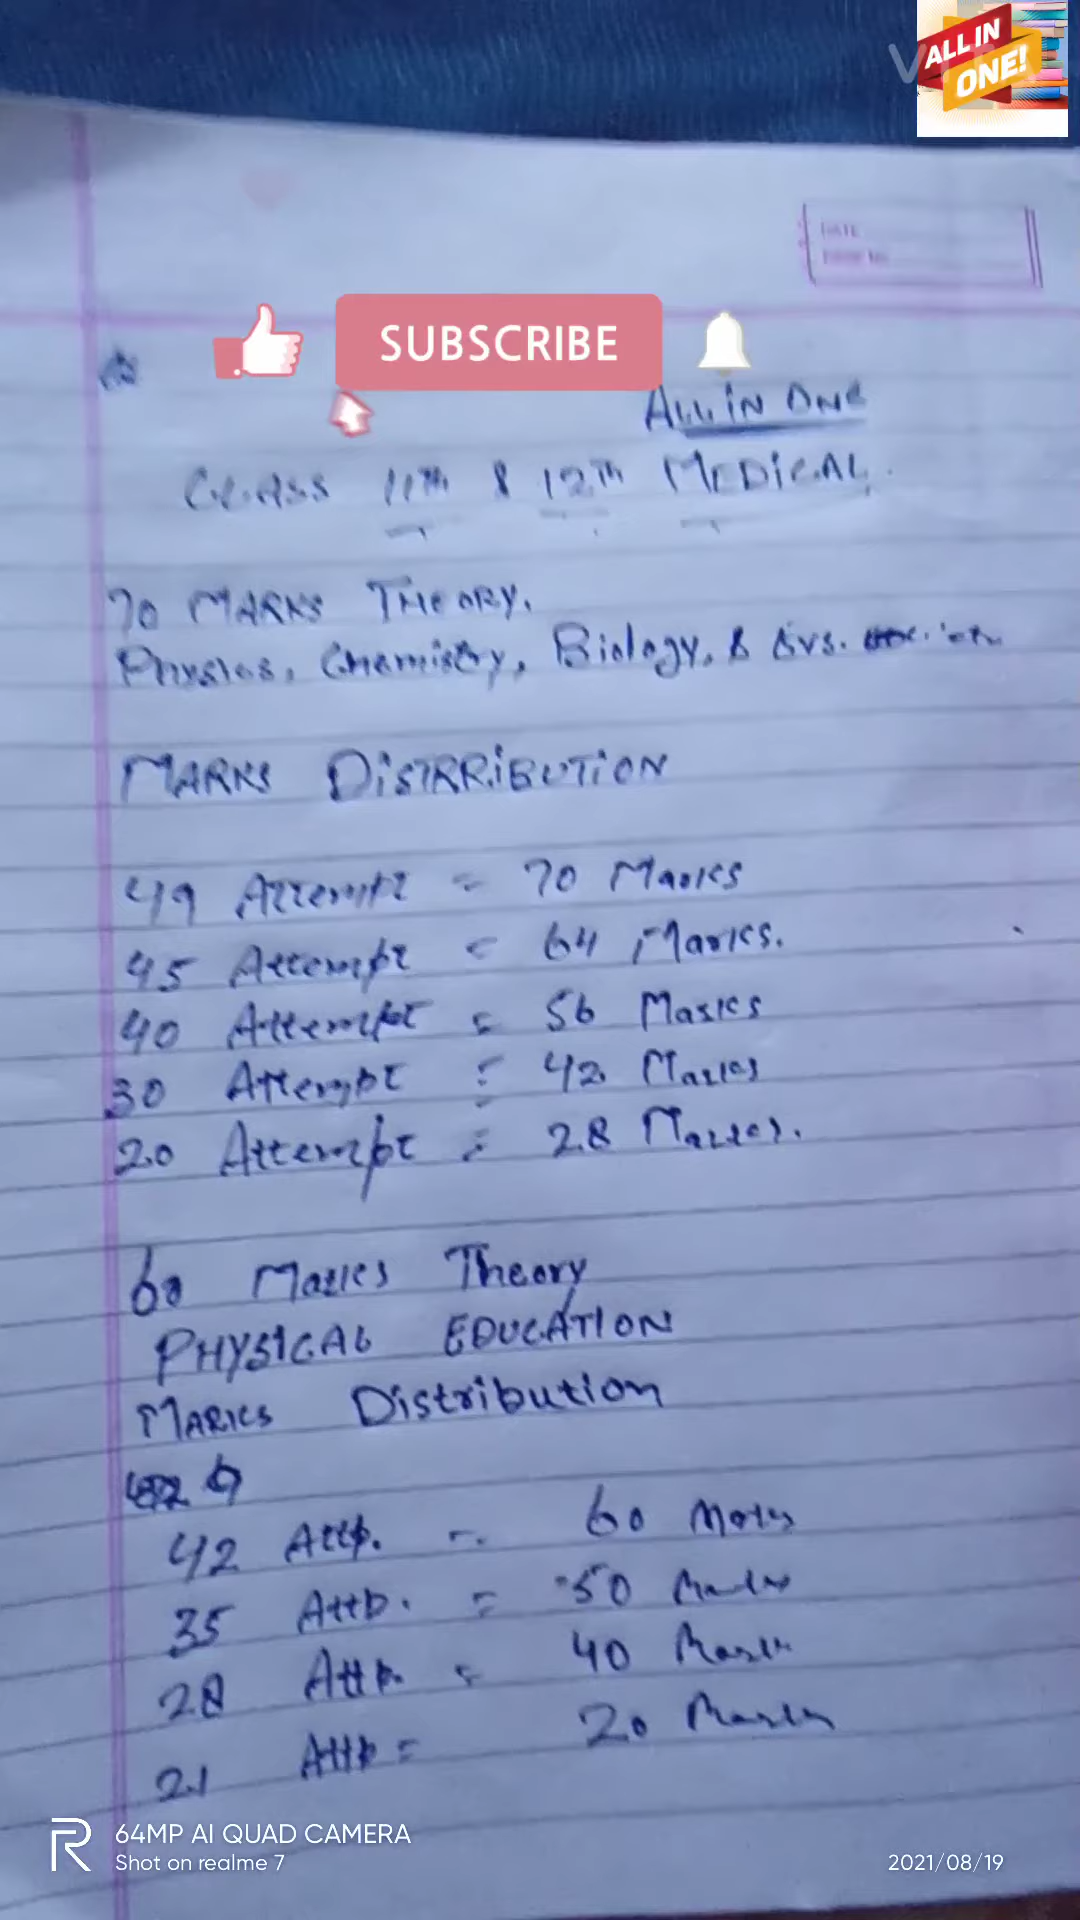 ALL IN
ONE!
DATE
SUBSCRIBE
ALL IN ONE
CLASS 11TH & 12TH MEDICAL.
70 MARKS THEORY.
Physics, Chemistry, Biology, & Evs.
MARKS DISTRRIBUTION
49 Attempt = 70 Marks
45 Attempt = 64 Marks.
40 Attempt = 56 Marks
30 Attempt = 42 Marks
20 Attempt = 28 Marks.
60 Marks Theory
PHYSICAL EDUCATION
MARKS Distribution
42 Attp. = 60 Marks
35 Attp. = 50 Marks
28 Attp. = 40 Marks
21 Attp = 20 Marks
64MP AI QUAD CAMERA
Shot on realme 7
2021/08/19